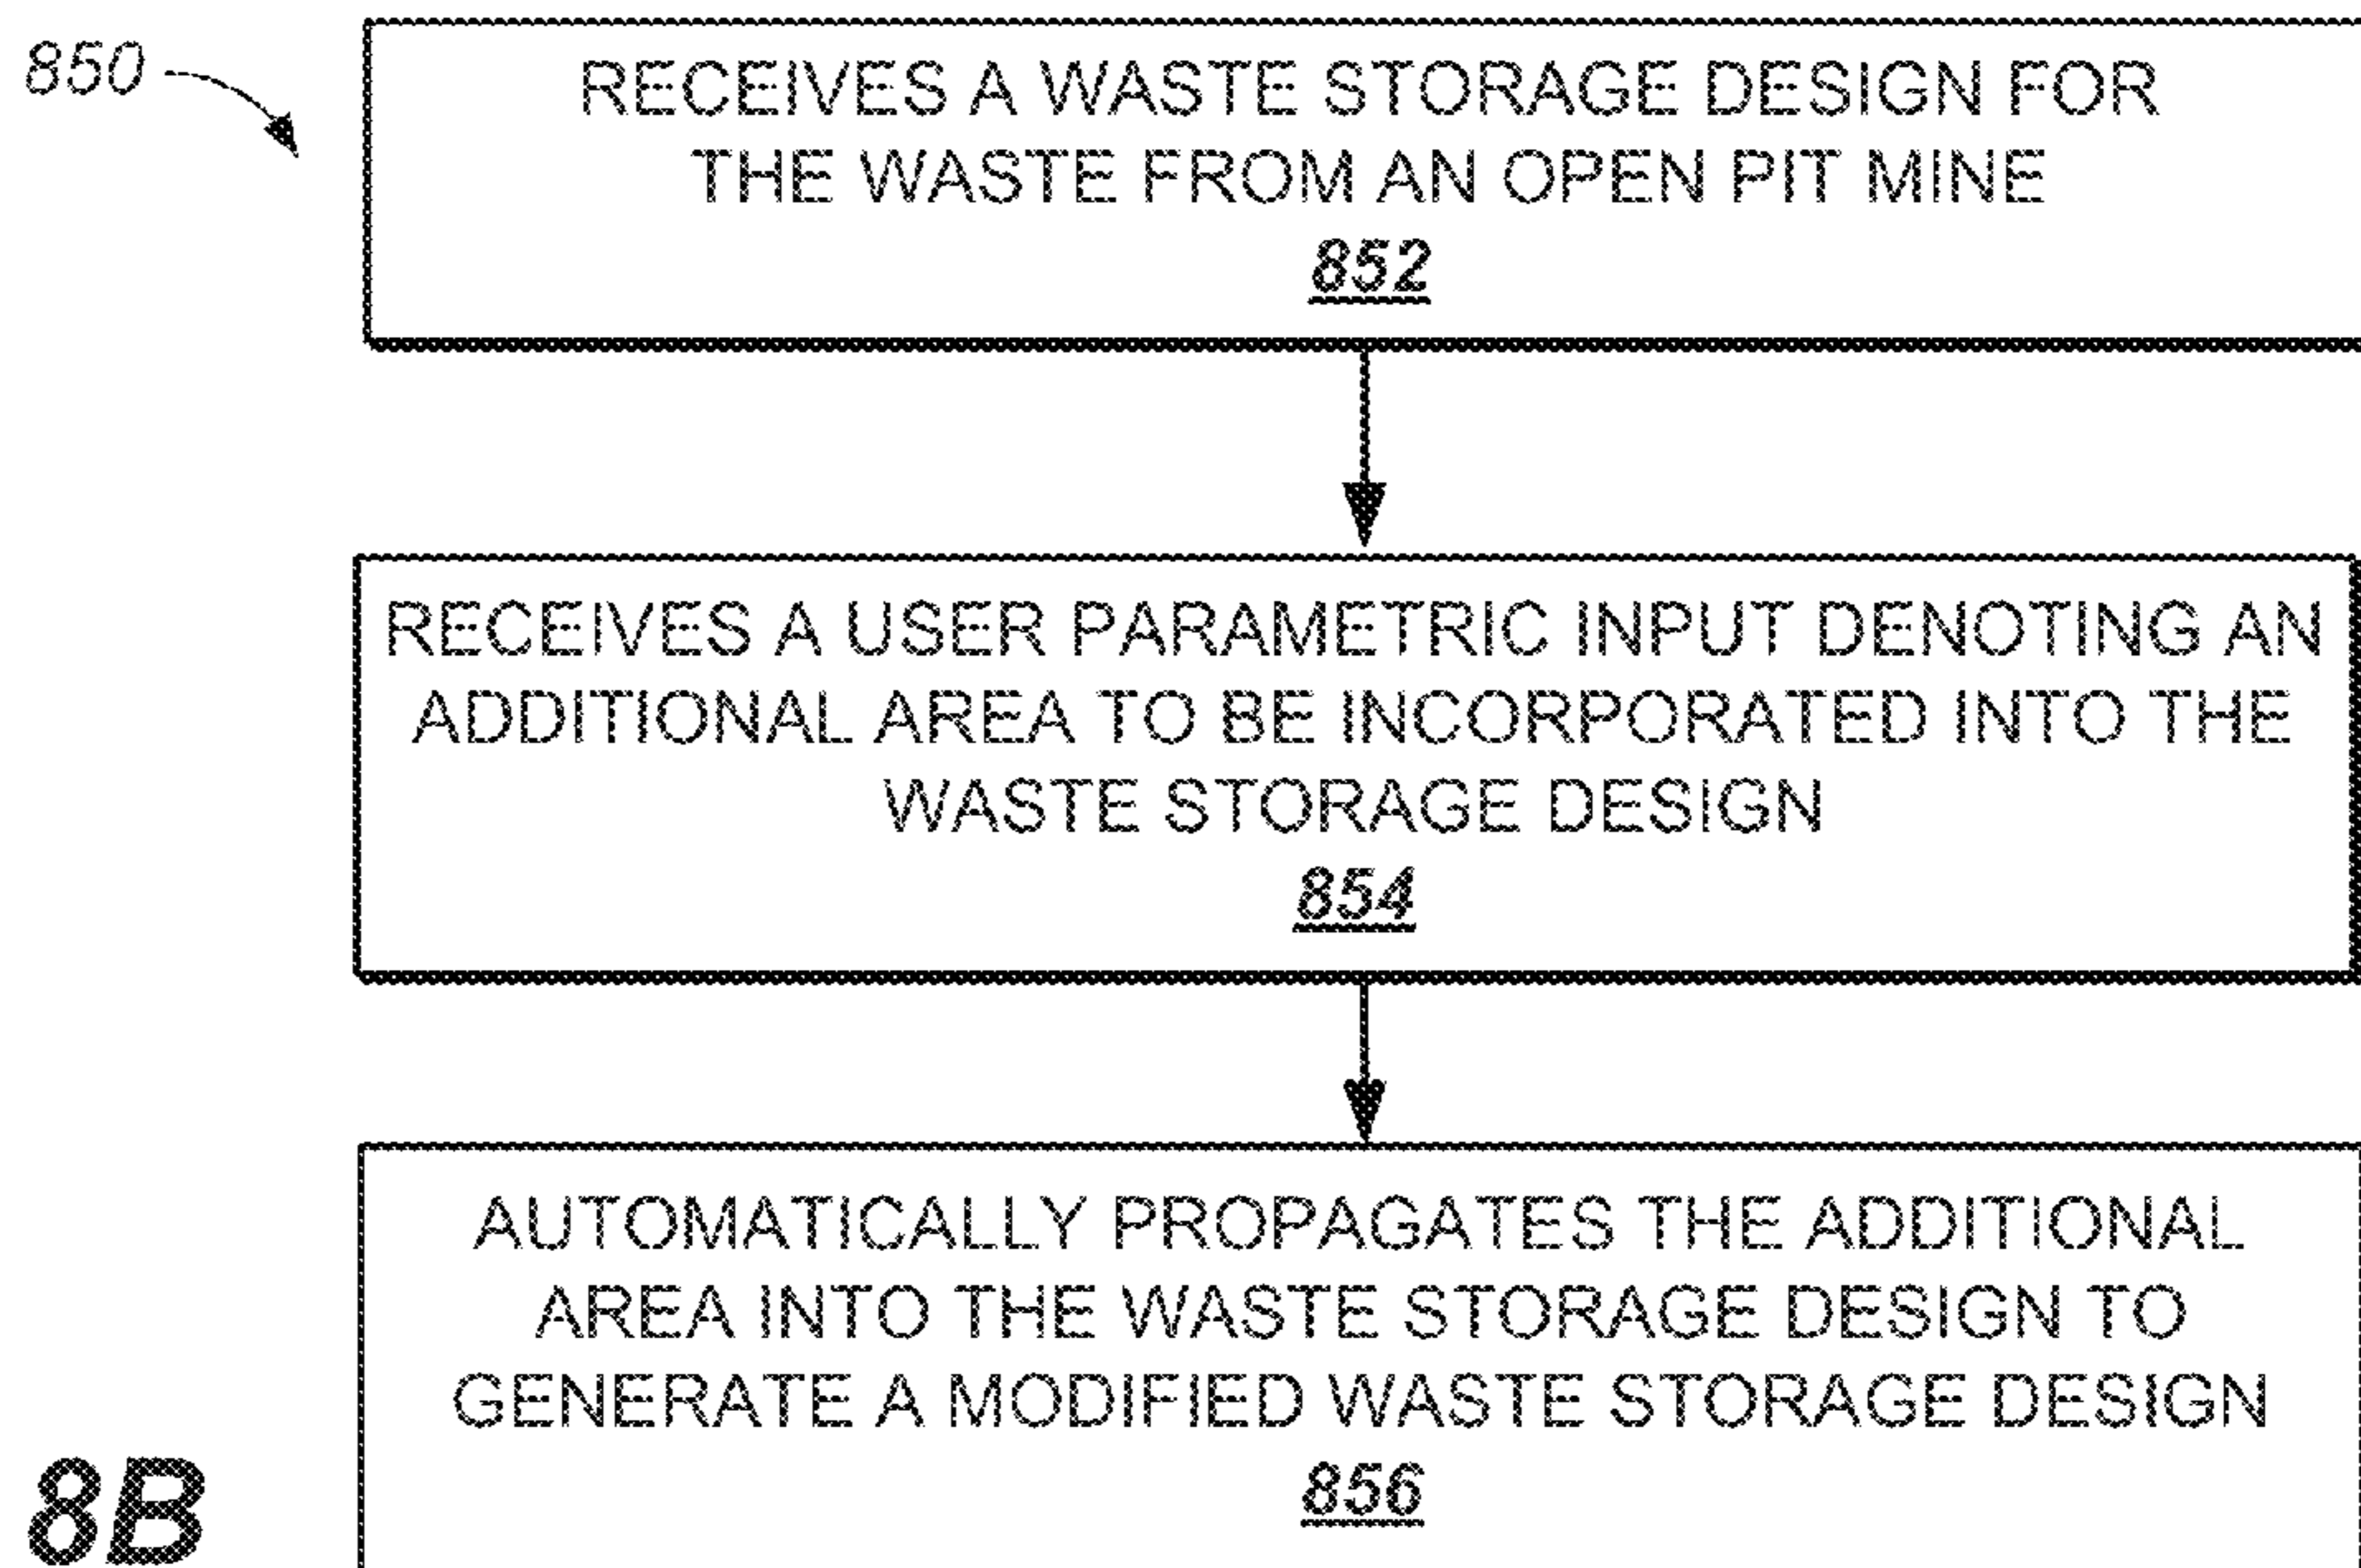 850
RECEIVES A WASTE STORAGE DESIGN FOR
THE WASTE FROM AN OPEN PIT MINE
852
RECEIVES A USER PARAMETRIC INPUT DENOTING AN
ADDITIONAL AREA TO BE INCORPORATED INTO THE
WASTE STORAGE DESIGN
854
AUTOMATICALLY PROPAGATES THE ADDITIONAL
AREA INTO THE WASTE STORAGE DESIGN TO
GENERATE A MODIFIED WASTE STORAGE DESIGN
856
8B